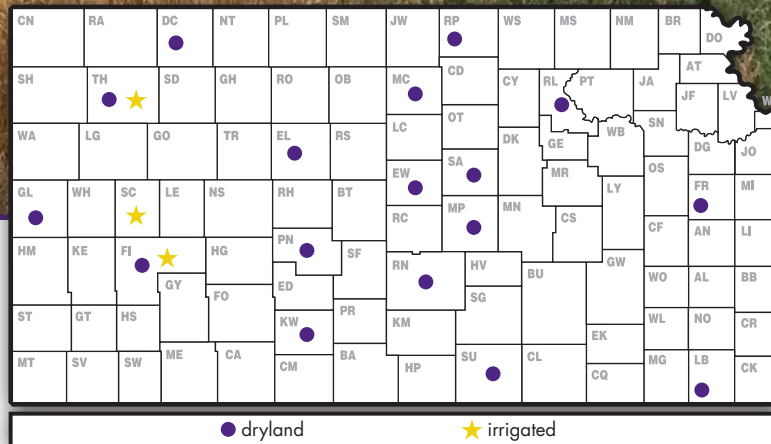 CN RA DC NT PL SM JW RP WS MS NM BR DO
SH TH SD GH RO OB MC CD CY RL PT JA AT
JF LV
WA LG GO TR EL RS LC OT DK GE WB SN DG JO
GL WH SC LE NS RH BT EW SA MR LY OS FR MI
RC MP MN CS
HM KE FI HG PN SF RN HV BU GW CF AN LI
GY FO ED SG WO AL BB
ST GT HS KW PR KM EK WL NO CR
MT SV SW ME CA CM BA HP SU CL CQ MG LB CK
dryland irrigated